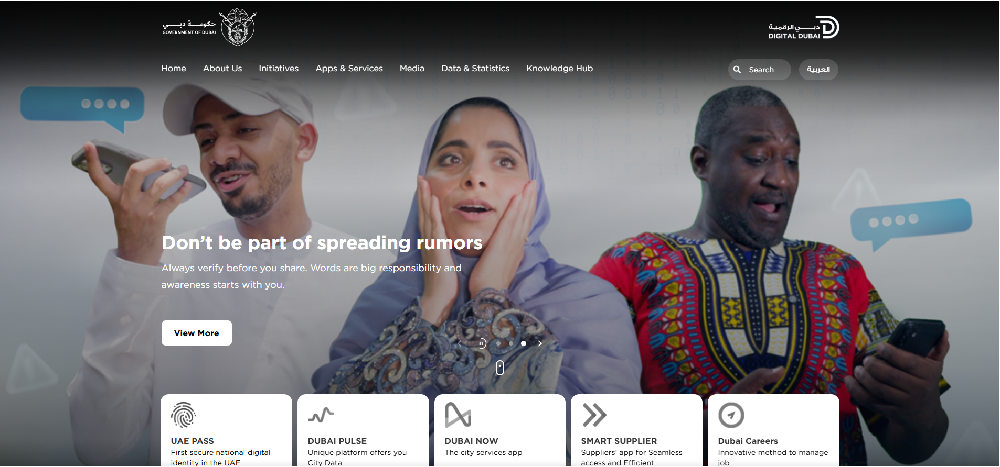 حكومــة دبــي
GOVERNMENT OF DUBAI
دبــي الرقمية
DIGITAL DUBAI
Home About Us Initiatives Apps & Services Media Data & Statistics Knowledge Hub
Search
العربية
Don’t be part of spreading rumors
Always verify before you share. Words are big responsibility and
awareness starts with you.
View More
UAE PASS
First secure national digital
identity in the UAE
DUBAI PULSE
Unique platform offers you
City Data
DUBAI NOW
The city services app
SMART SUPPLIER
Suppliers’ app for Seamless
access and Efficient
Dubai Careers
Innovative method to manage
job